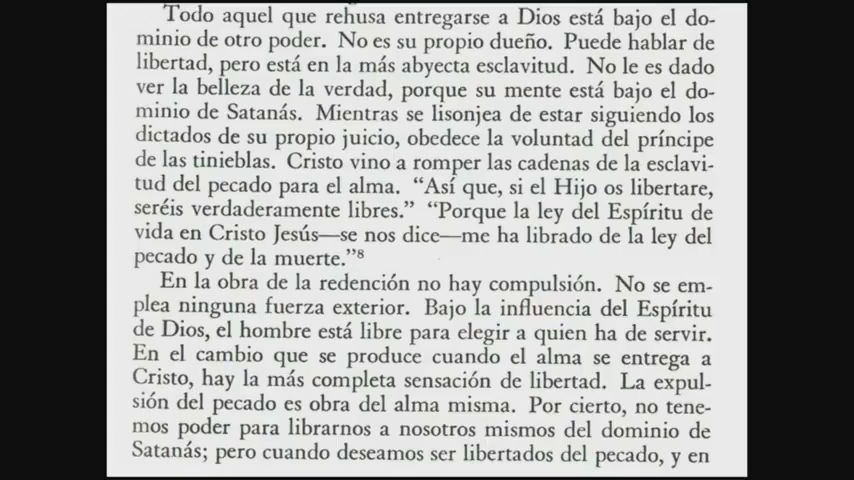 Todo aquel que rehusa entregarse a Dios está bajo el do-
minio de otro poder. No es su propio dueño. Puede hablar de
libertad, pero está en la más abyecta esclavitud. No le es dado
ver la belleza de la verdad, porque su mente está bajo el do-
minio de Satanás. Mientras se lisonjea de estar siguiendo los
dictados de su propio juicio, obedece la voluntad del príncipe
de las tinieblas. Cristo vino a romper las cadenas de la esclavi-
tud del pecado para el alma. “Así que, si el Hijo os libertare,
seréis verdaderamente libres.” “Porque la ley del Espíritu de
vida en Cristo Jesús—se nos dice—me ha librado de la ley del
pecado y de la muerte.”⁸
En la obra de la redención no hay compulsión. No se em-
plea ninguna fuerza exterior. Bajo la influencia del Espíritu
de Dios, el hombre está libre para elegir a quien ha de servir.
En el cambio que se produce cuando el alma se entrega a
Cristo, hay la más completa sensación de libertad. La expul-
sión del pecado es obra del alma misma. Por cierto, no tene-
mos poder para librarnos a nosotros mismos del dominio de
Satanás; pero cuando deseamos ser libertados del pecado, y en